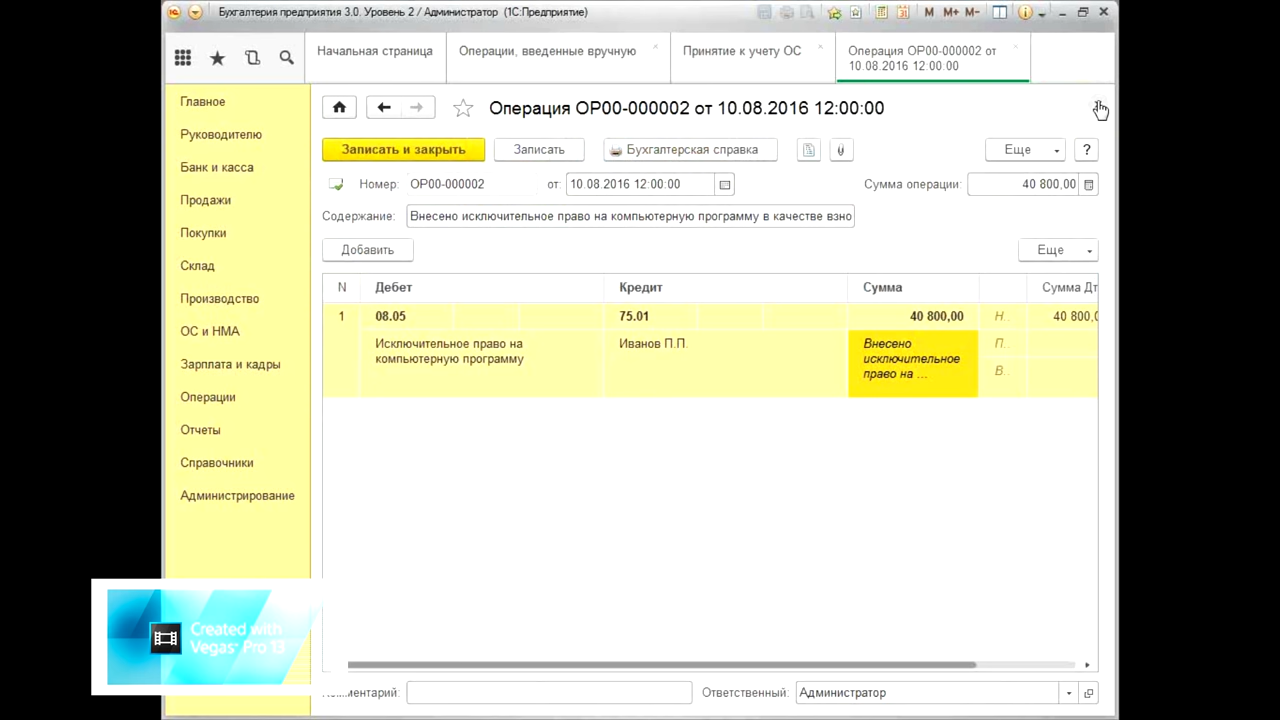 Бухгалтерия предприятия 3.0. Уровень 2 / Администратор (1С:Предприятие)
M M+ M-
Начальная страница
Операции, введенные вручную
Принятие к учету ОС
Операция ОР00-000002 от
10.08.2016 12:00:00
Главное
Руководителю
Банк и касса
Продажи
Покупки
Склад
Производство
ОС и НМА
Зарплата и кадры
Операции
Отчеты
Справочники
Администрирование
Операция ОР00-000002 от 10.08.2016 12:00:00
Записать и закрыть
Записать
Бухгалтерская справка
Еще
?
Номер: ОР00-000002 от: 10.08.2016 12:00:00
Сумма операции: 40 800,00
Содержание: Внесено исключительное право на компьютерную программу в качестве взно
Добавить
Еще
N Дебет Кредит Сумма Сумма Дт
1 08.05 75.01 40 800,00 Н.. 40 800,0
Исключительное право на
компьютерную программу
Иванов П.П.
Внесено
исключительное
право на ...
П..
В..
Created with
Vegas Pro 13
Комментарий:
Ответственный: Администратор